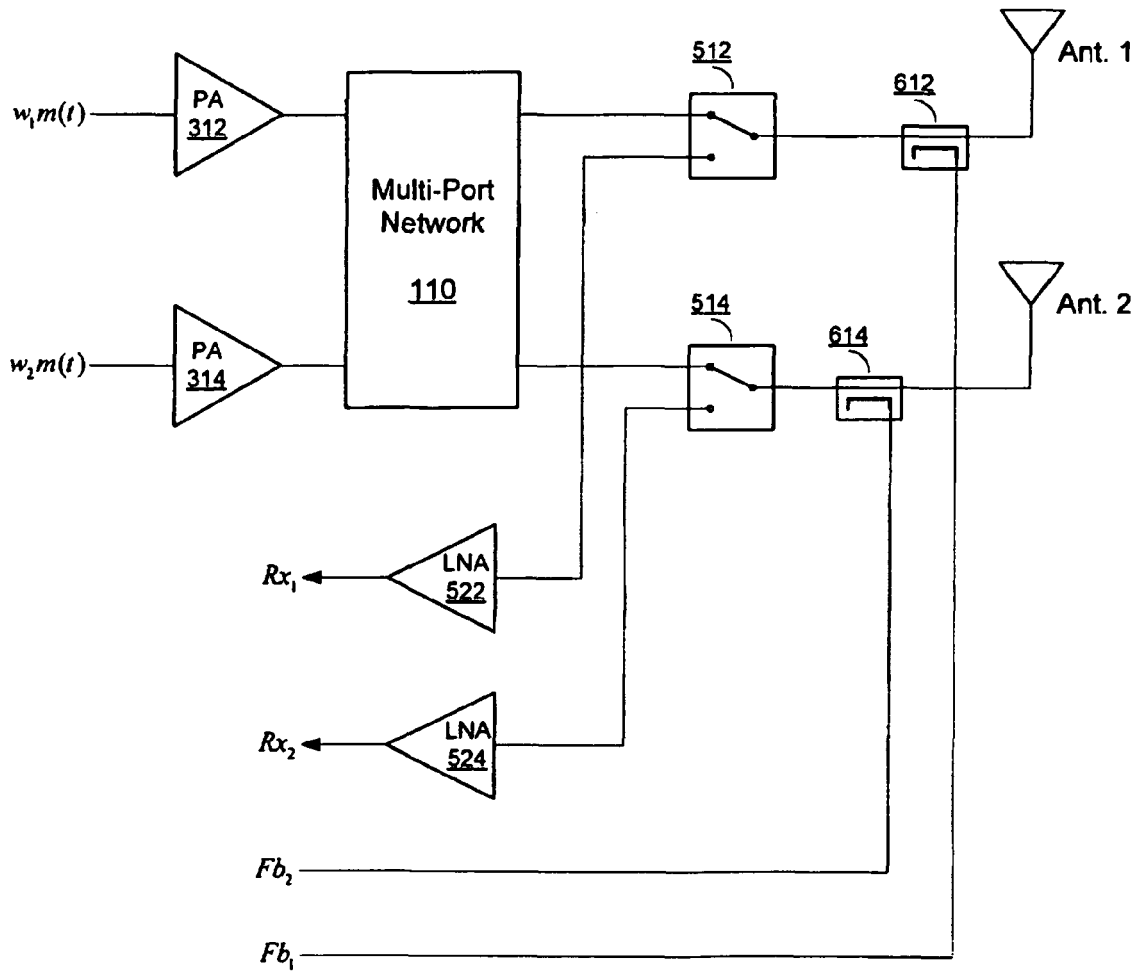 Ant. 1
512
612
w₁m(t)
PA
312
Multi-Port
Network
110
Ant. 2
514
614
w₂m(t)
PA
314
Rx₁
LNA
522
Rx₂
LNA
524
Fb₂
Fb₁